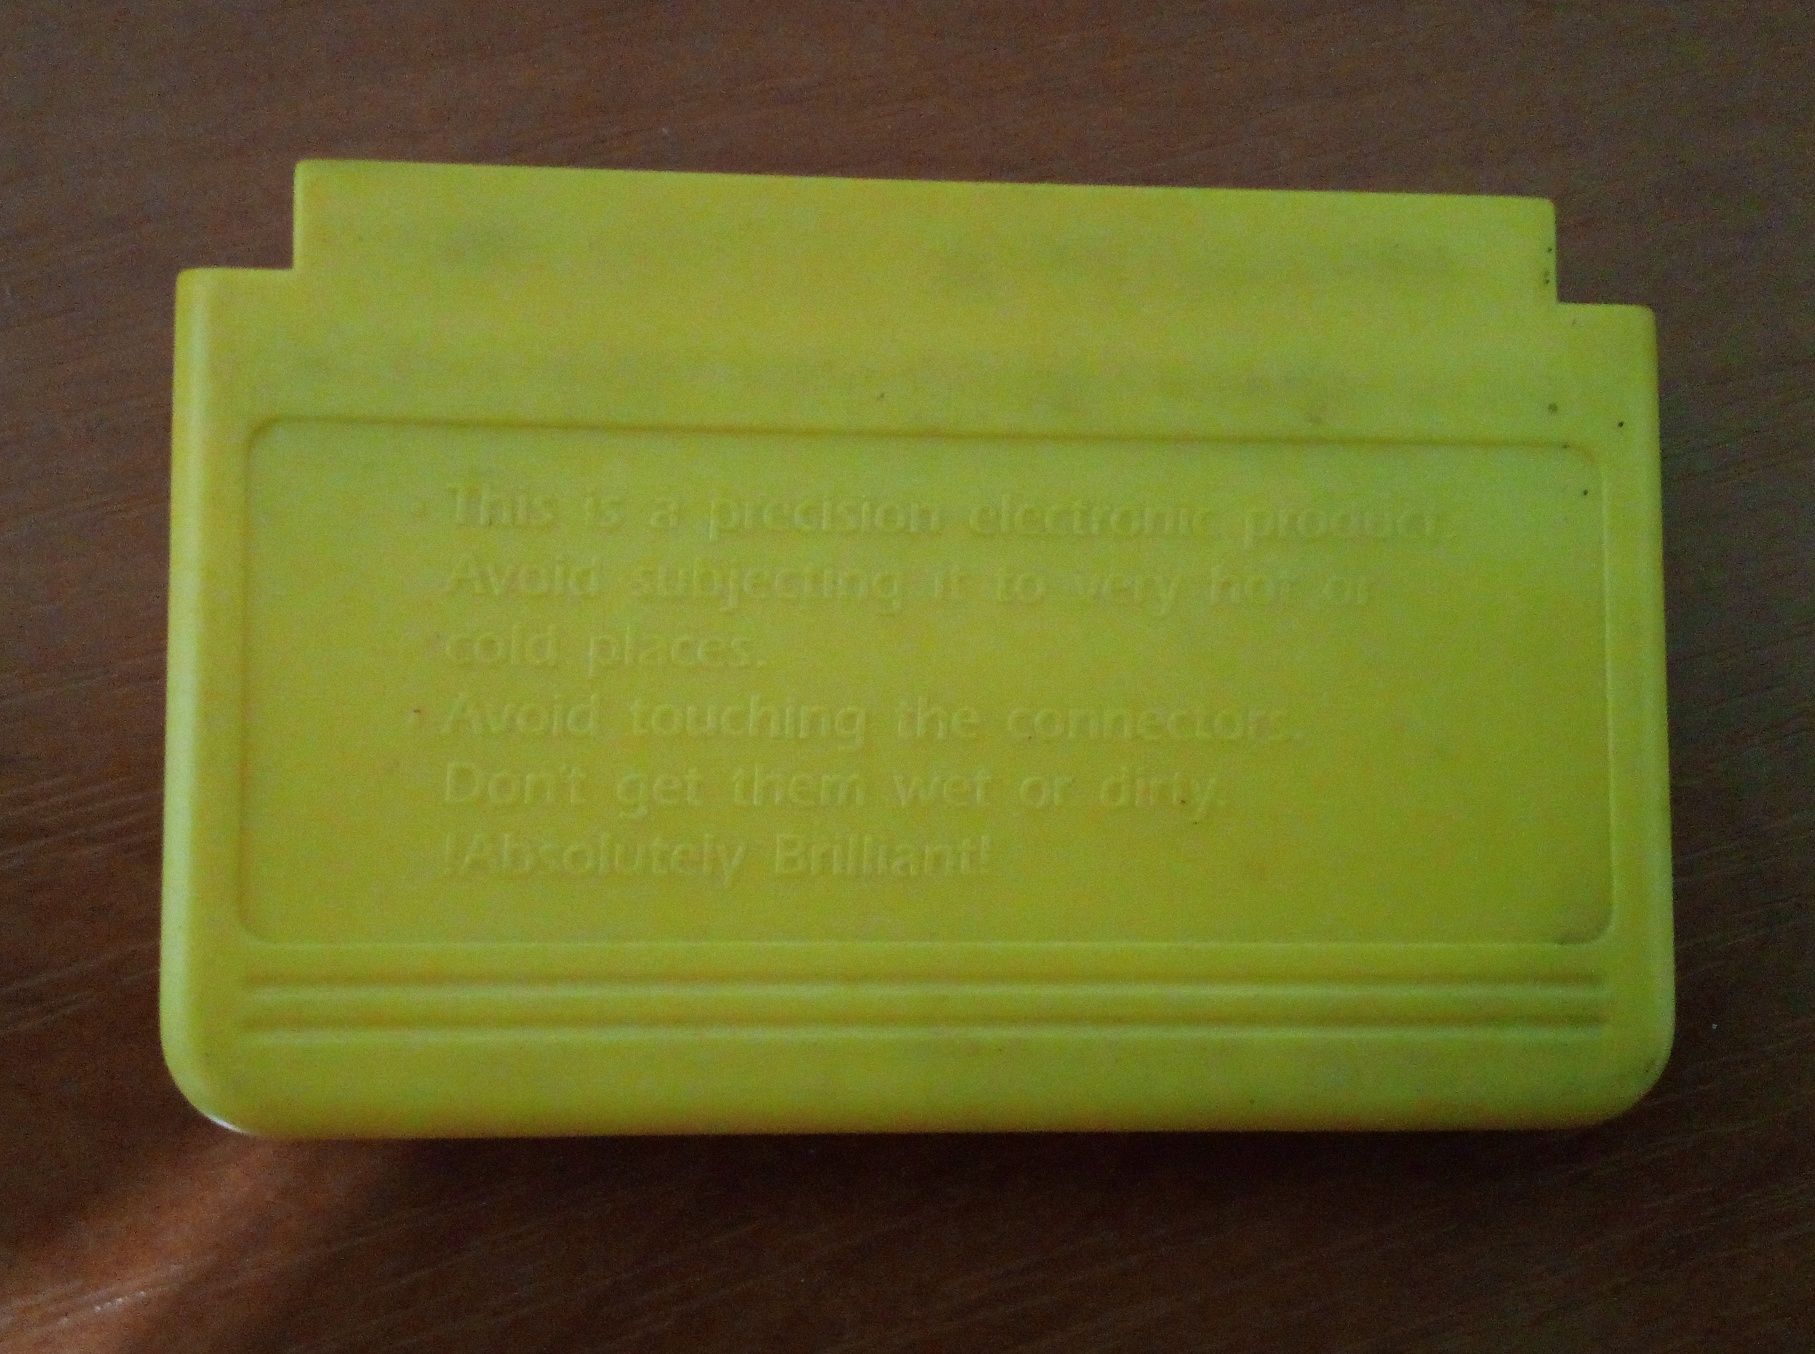 · This is a precision electronic product.
Avoid subjecting it to very hot or
cold places.
· Avoid touching the connectors.
Don't get them wet or dirty.
!Absolutely Brilliant!